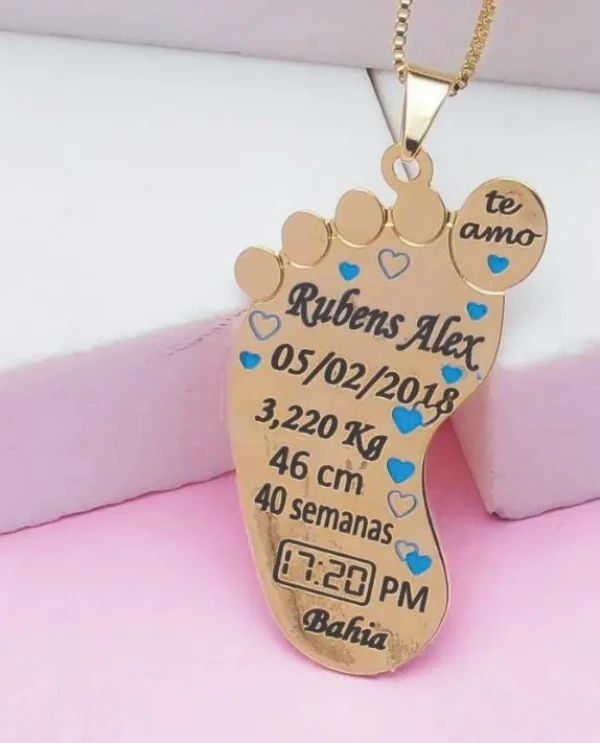 te
amo
Rubens Alex
05/02/2018
3,220 Kg
46 cm
40 semanas
17:20 PM
Bahia